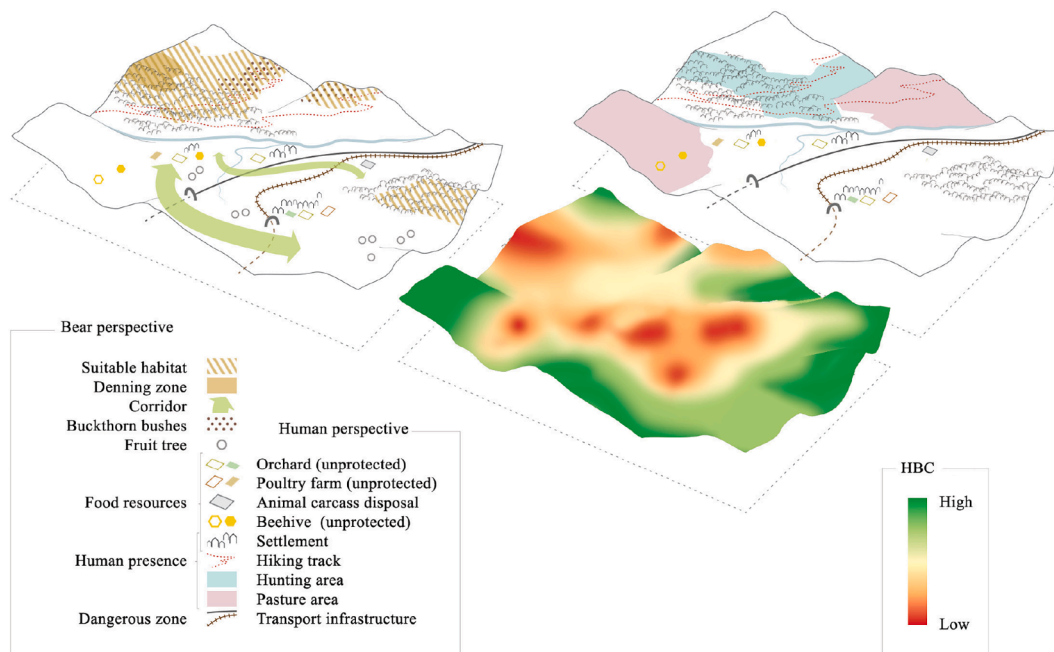 Bear perspective
Suitable habitat
Denning zone
Corridor
Buckthorn bushes
Fruit tree
Human perspective
Food resources
Orchard (unprotected)
Poultry farm (unprotected)
Animal carcass disposal
Beehive (unprotected)
Settlement
Human presence
Hiking track
Hunting area
Pasture area
Dangerous zone
Transport infrastructure
HBC
High
Low